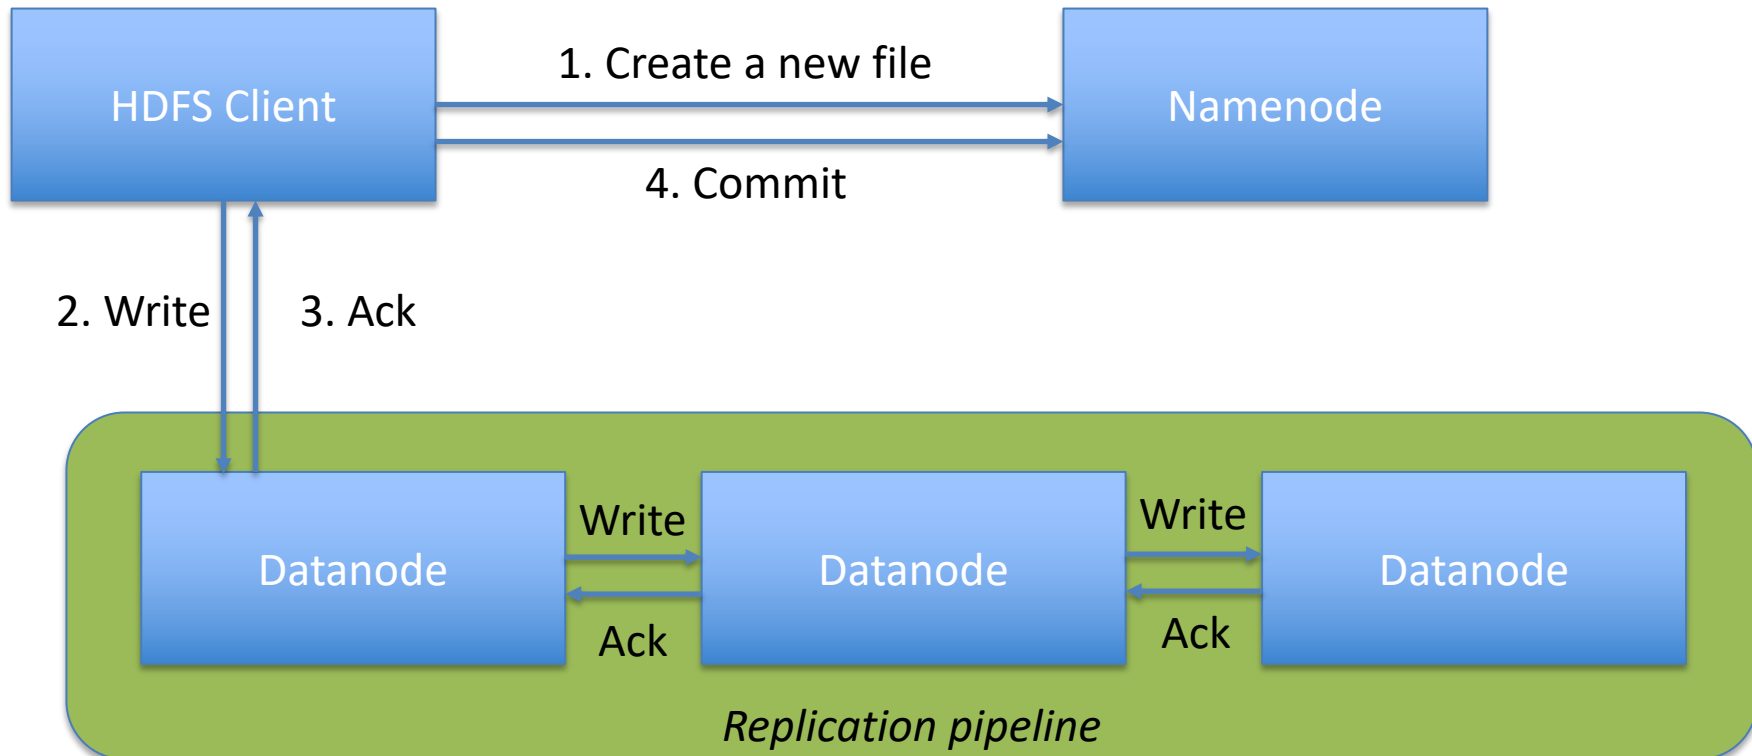 HDFS Client
1. Create a new file
Namenode
4. Commit
2. Write
3. Ack
Datanode
Write
Ack
Datanode
Write
Ack
Datanode
Replication pipeline